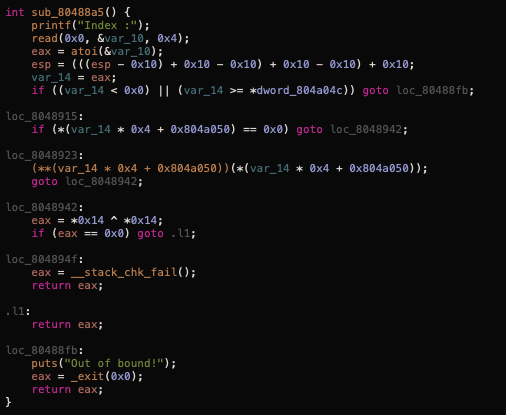 int sub_80488a5() {
    printf("Index :");
    read(0x0, &var_10, 0x4);
    eax = atoi(&var_10);
    esp = (((esp - 0x10) + 0x10 - 0x10) + 0x10 - 0x10) + 0x10;
    var_14 = eax;
    if ((var_14 < 0x0) || (var_14 >= *dword_804a04c)) goto loc_80488fb;

loc_8048915:
    if (*(var_14 * 0x4 + 0x804a050) == 0x0) goto loc_8048942;

loc_8048923:
    (**(var_14 * 0x4 + 0x804a050))(*(var_14 * 0x4 + 0x804a050));
    goto loc_8048942;

loc_8048942:
    eax = *0x14 ^ *0x14;
    if (eax == 0x0) goto .l1;

loc_804894f:
    eax = __stack_chk_fail();
    return eax;

.l1:
    return eax;

loc_80488fb:
    puts("Out of bound!");
    eax = _exit(0x0);
    return eax;
}